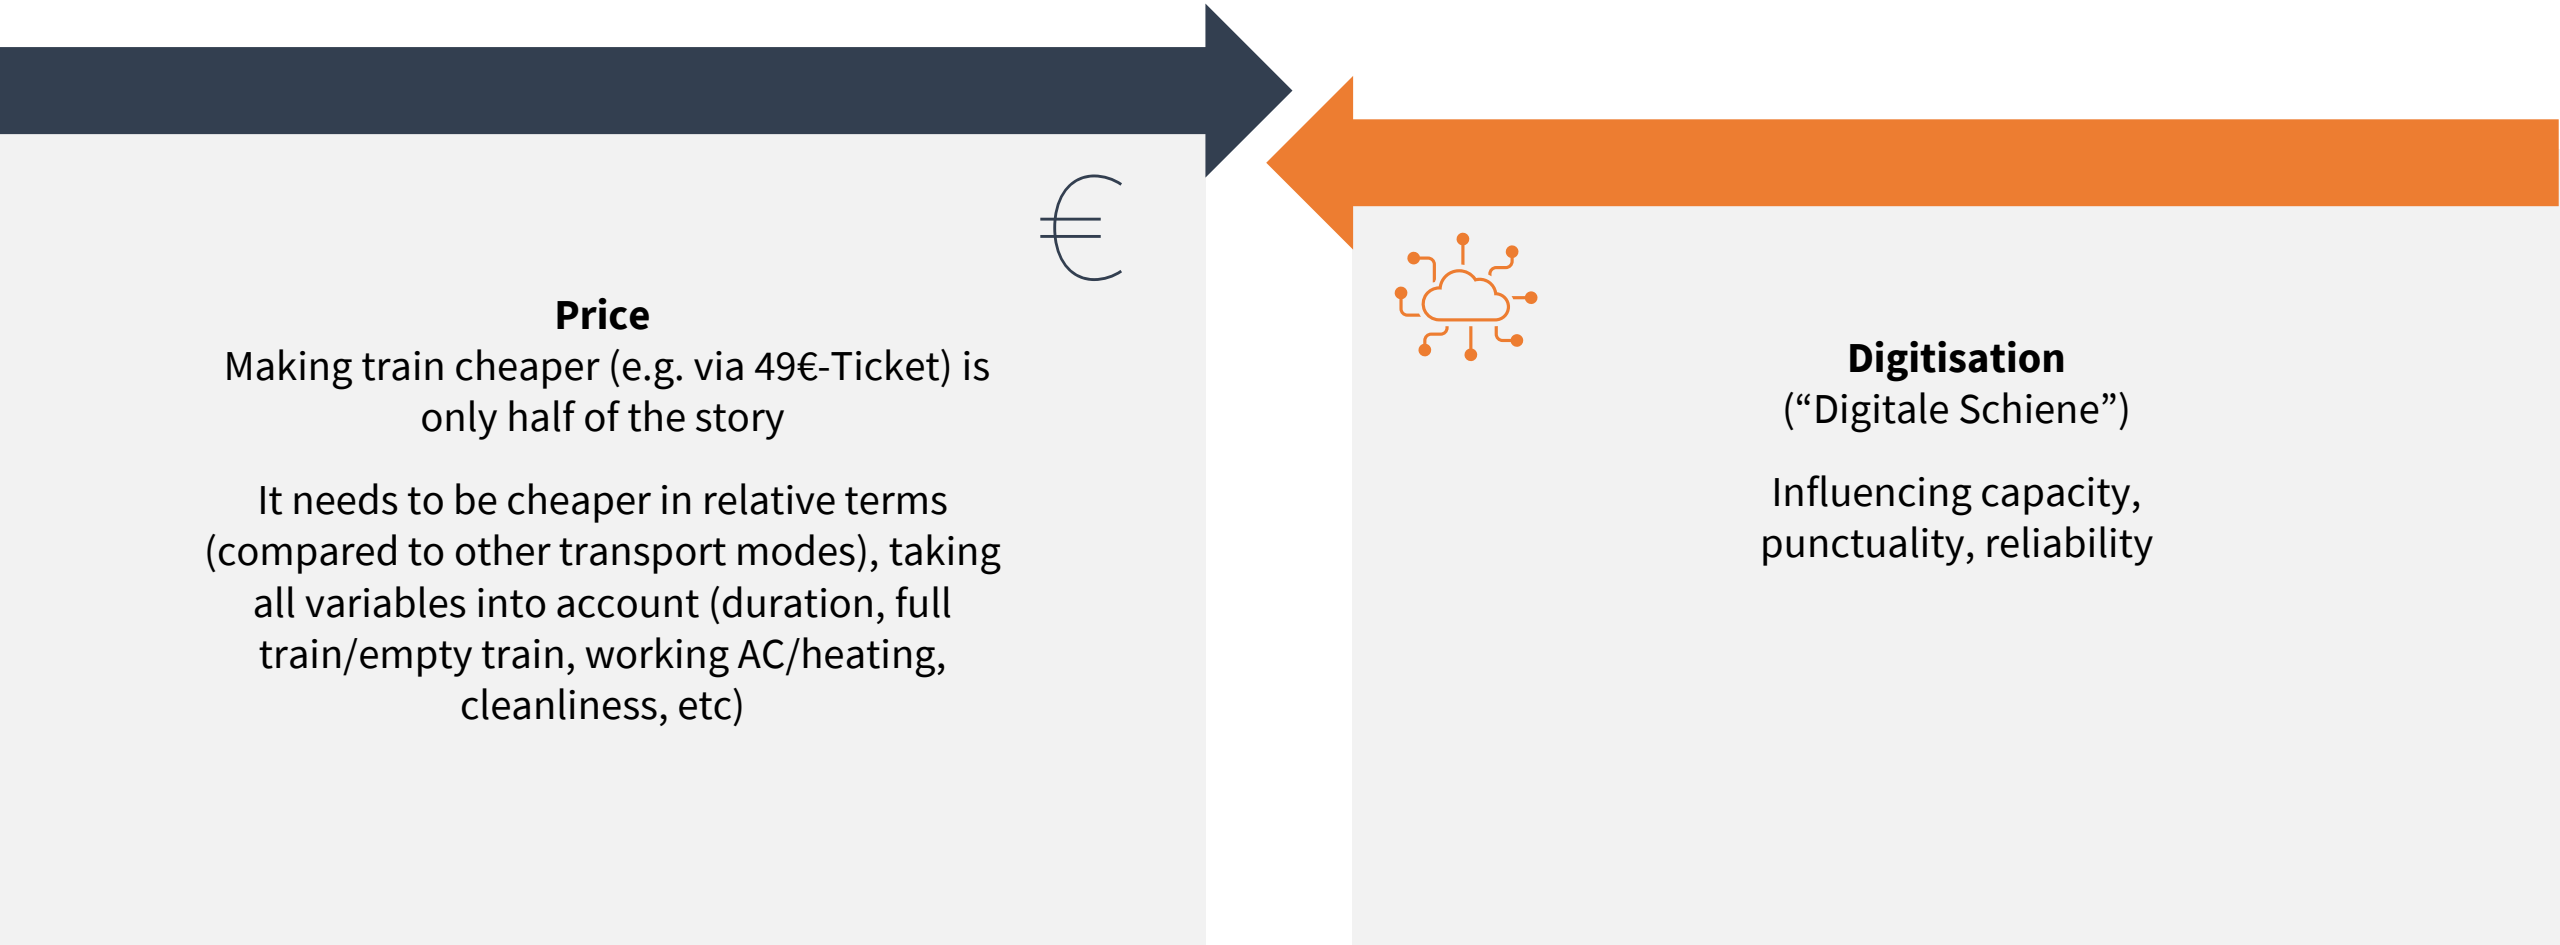 Price
Making train cheaper (e.g. via 49€-Ticket) is
only half of the story
It needs to be cheaper in relative terms
(compared to other transport modes), taking
all variables into account (duration, full
train/empty train, working AC/heating,
cleanliness, etc)
€
Digitisation
(“Digitale Schiene”)
Influencing capacity,
punctuality, reliability